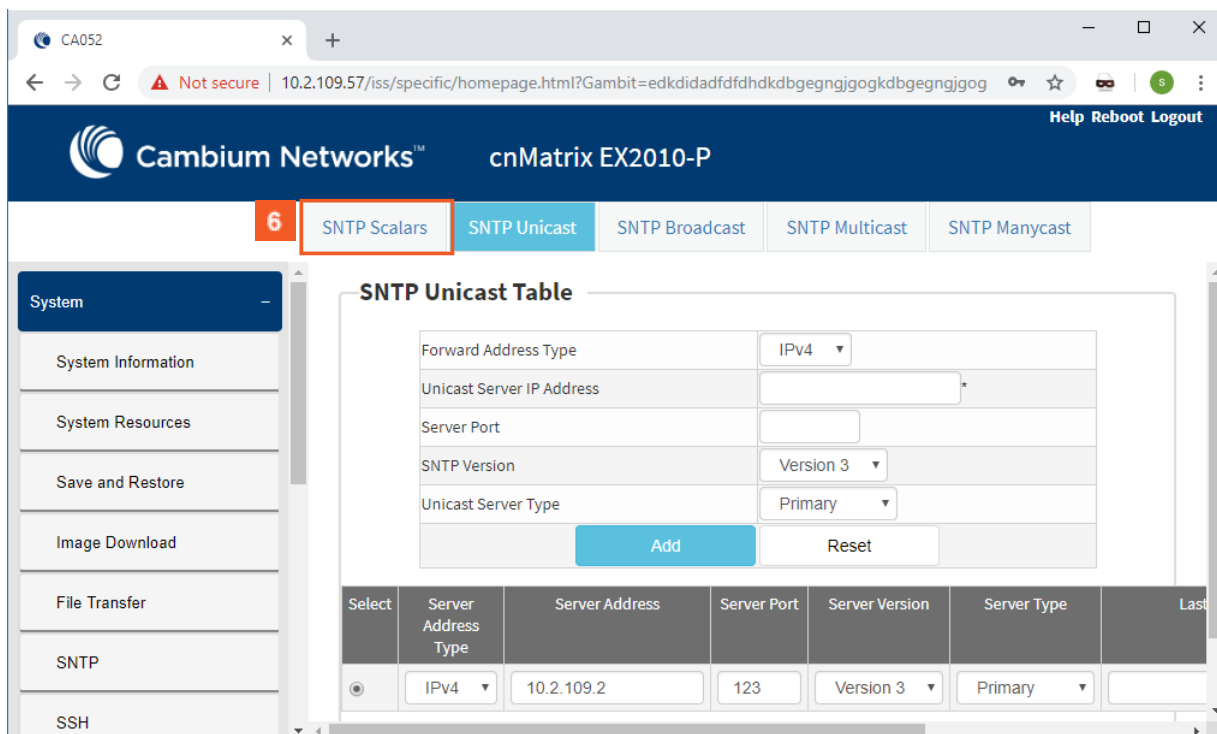 CA052
Not secure | 10.2.109.57/iss/specific/homepage.html?Gambit=edkdidadfdfdhdkdbgegngjgogkdbgegngjgog
S
Help Reboot Logout
Cambium Networks™ cnMatrix EX2010-P
6 SNTP Scalars SNTP Unicast SNTP Broadcast SNTP Multicast SNTP Manycast
System
System Information
System Resources
Save and Restore
Image Download
File Transfer
SNTP
SSH
SNTP Unicast Table
Forward Address Type IPv4
Unicast Server IP Address *
Server Port
SNTP Version Version 3
Unicast Server Type Primary
Add Reset
Select Server Address Type Server Address Server Port Server Version Server Type Last
IPv4 10.2.109.2 123 Version 3 Primary